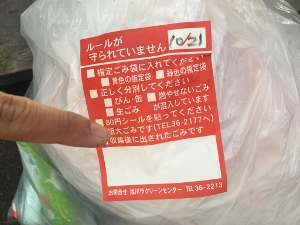 ルールが
守られていません 10/21
■指定ごみ袋に入れてください
■黄色の指定袋 ■緑色の指定袋
■正しく分別してください
■びん・缶 ■燃やせないごみ
■生ごみ が混入しています
■80円シールを貼ってください
粗大ごみです(TEL36-2177へ)
収集後に出されたごみです
お問合せ クリーンセンター TEL 36-2213